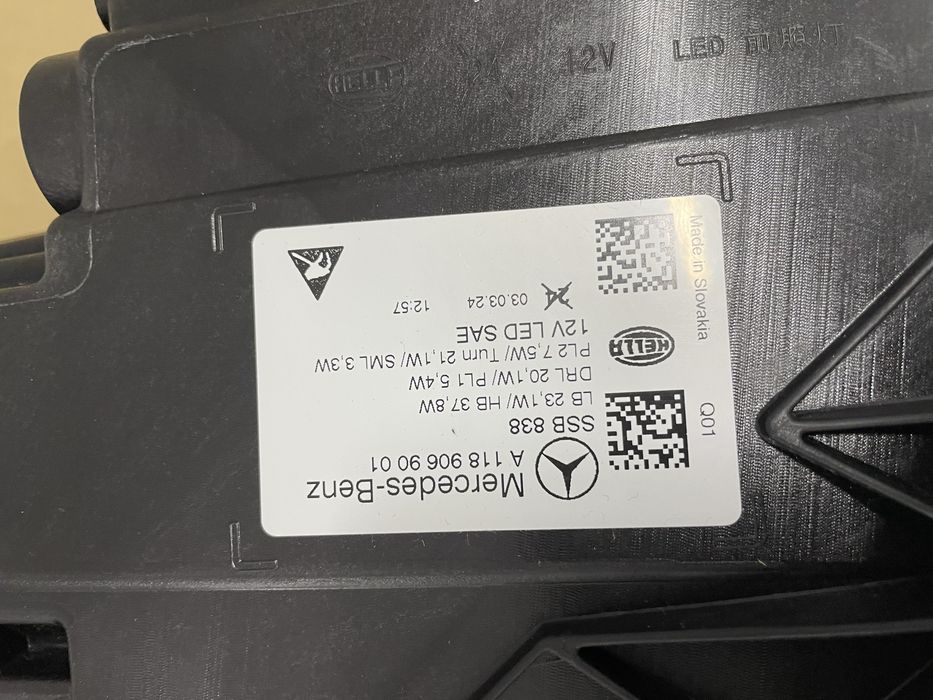 Mercedes-Benz
A 118 906 90 01
SSB 838
LB 23,1W/ HB 37,8W
DRL 20,1W/ PL1 5,4W
PL2 7,5W/ Turn 21,1W/ SML 3,3W
12V LED SAE
24 03.03.24 12:57
HELLA
Q01
Made in Slovakia
HELLA 24 12V LED 前照灯